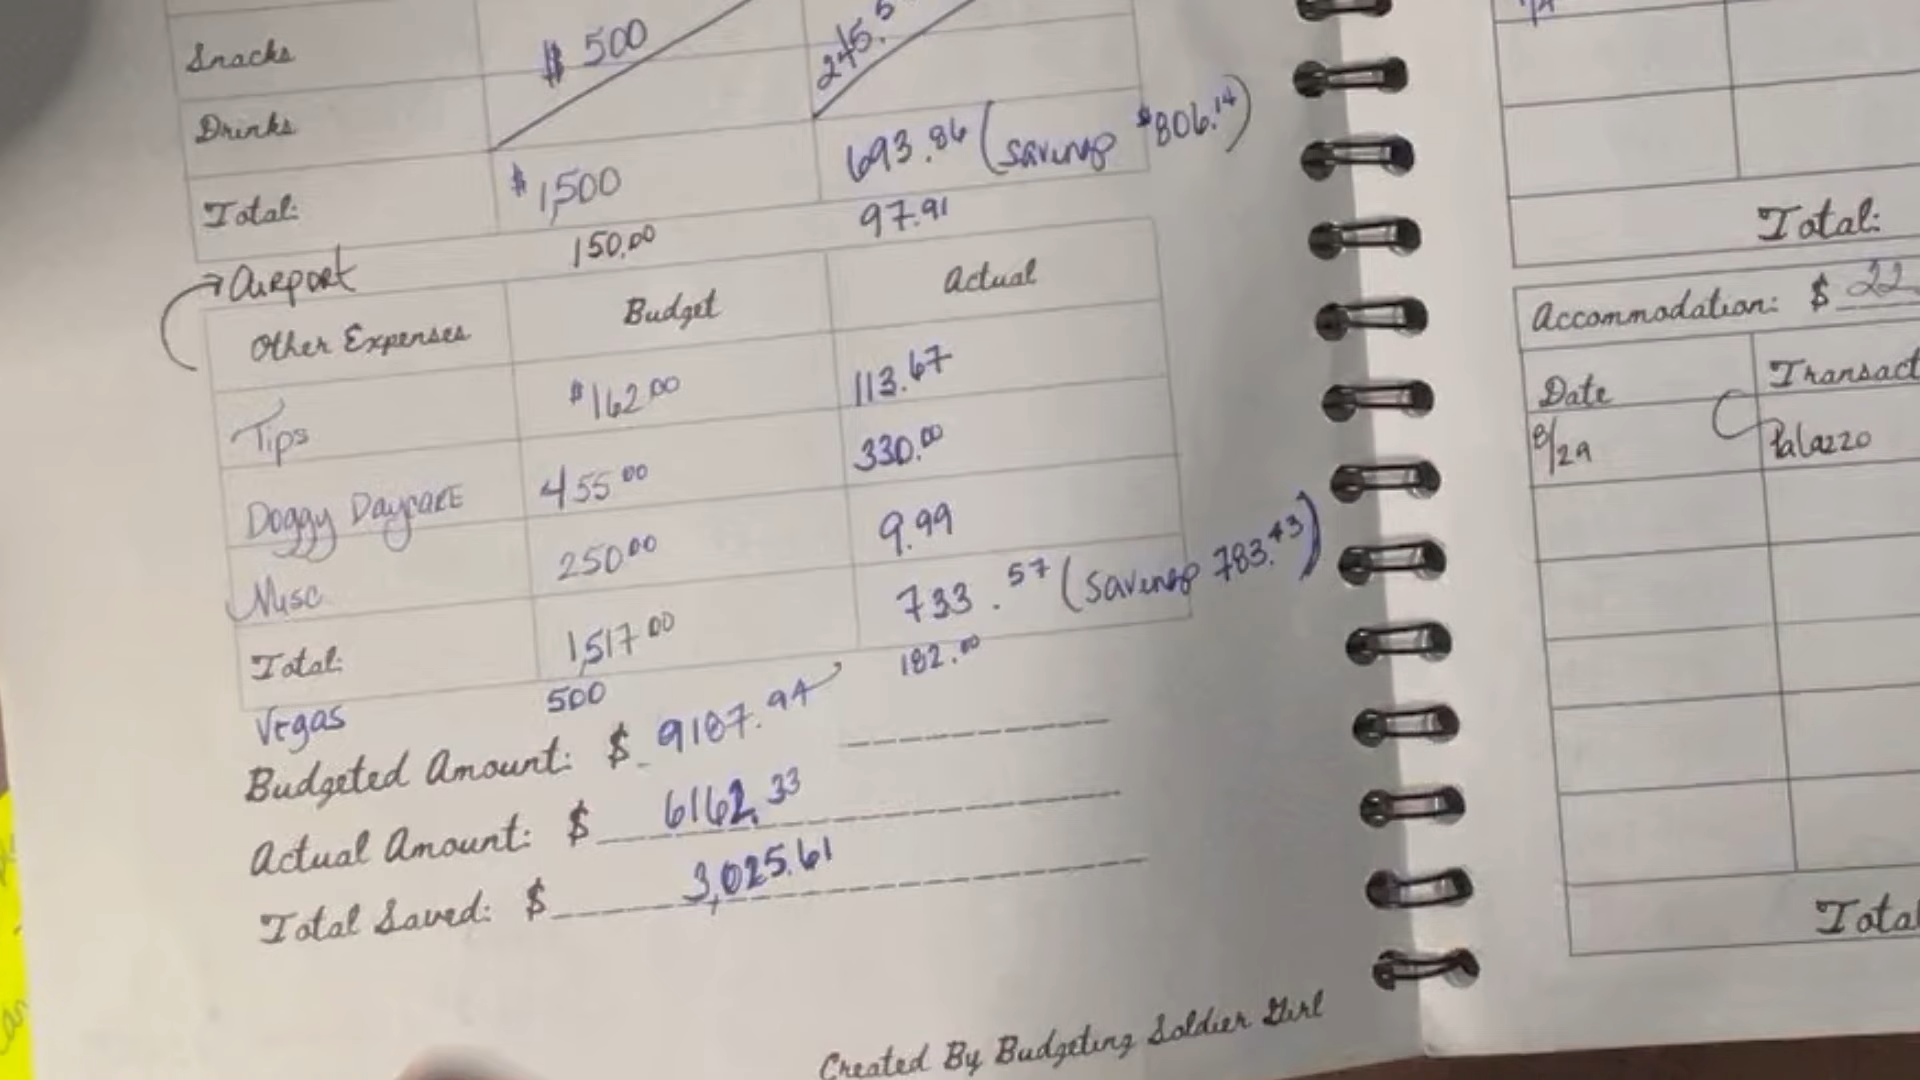 Snacks $ 500 245.5
Drinks
Total: $1,500 693.86 (savings $806.14)
Airport 150.00 97.91
Other Expenses Budget Actual
Tips $162.00 113.67
Doggy Daycare 455.00 330.00
Misc 250.00 9.99
Total: 1,517.00 733.57 (savings 783.43)
Vegas 500 182.00
Budgeted Amount: $ 9187.94
Actual Amount: $ 6162.33
Total Saved: $ 3,025.61
Created By Budgeting Soldier Girl
Total:
Accommodation: $ 22
Date Transact
8/29 Palazzo
Total